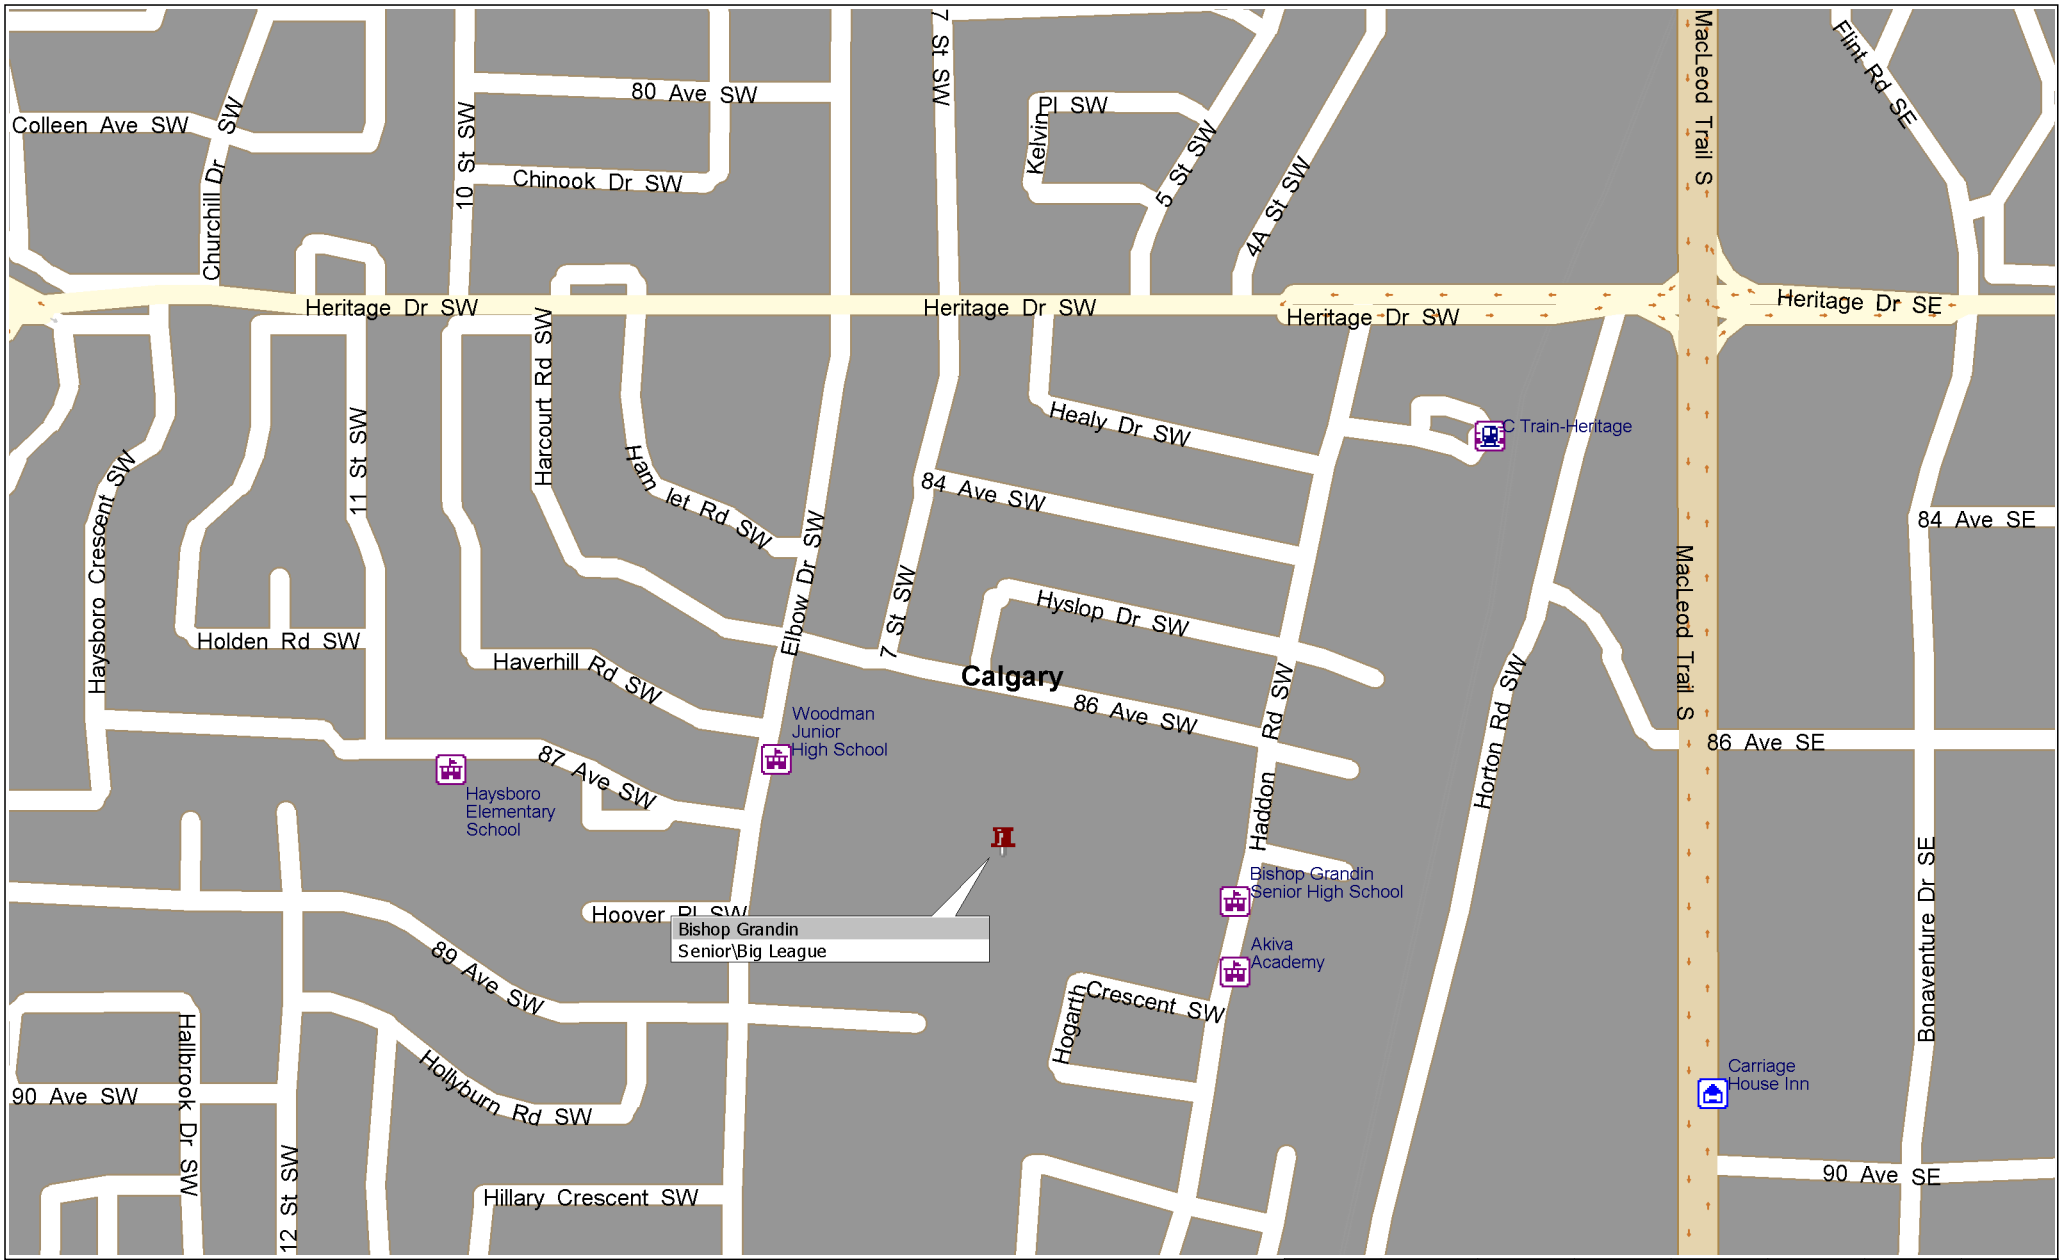 7 St SW
MacLeod Trail S
Flint Rd SE
80 Ave SW
Pl SW
Kelvin
Colleen Ave SW
Churchill Dr SW
10 St SW
5 St SW
4A St SW
Chinook Dr SW
Heritage Dr SW
Heritage Dr SW
Heritage Dr SW
Heritage Dr SE
Harcourt Rd SW
11 St SW
Healy Dr SW
C Train-Heritage
Haysboro Crescent SW
Ham let Rd SW
84 Ave SW
84 Ave SE
Elbow Dr SW
7 St SW
Hyslop Dr SW
MacLeod Trail S
Holden Rd SW
Haverhill Rd SW
Calgary
86 Ave SW
Haddon Rd SW
Horton Rd SW
86 Ave SE
Woodman
Junior
High School
87 Ave SW
Haysboro
Elementary
School
Bonaventure Dr SE
Bishop Grandin
Senior High School
Hoover Pl SW
Bishop Grandin
Senior\Big League
Akiva
Academy
89 Ave SW
Hogarth
Crescent SW
Hallbrook Dr SW
Hollyburn Rd SW
90 Ave SW
Carriage
House Inn
12 St SW
Hillary Crescent SW
90 Ave SE